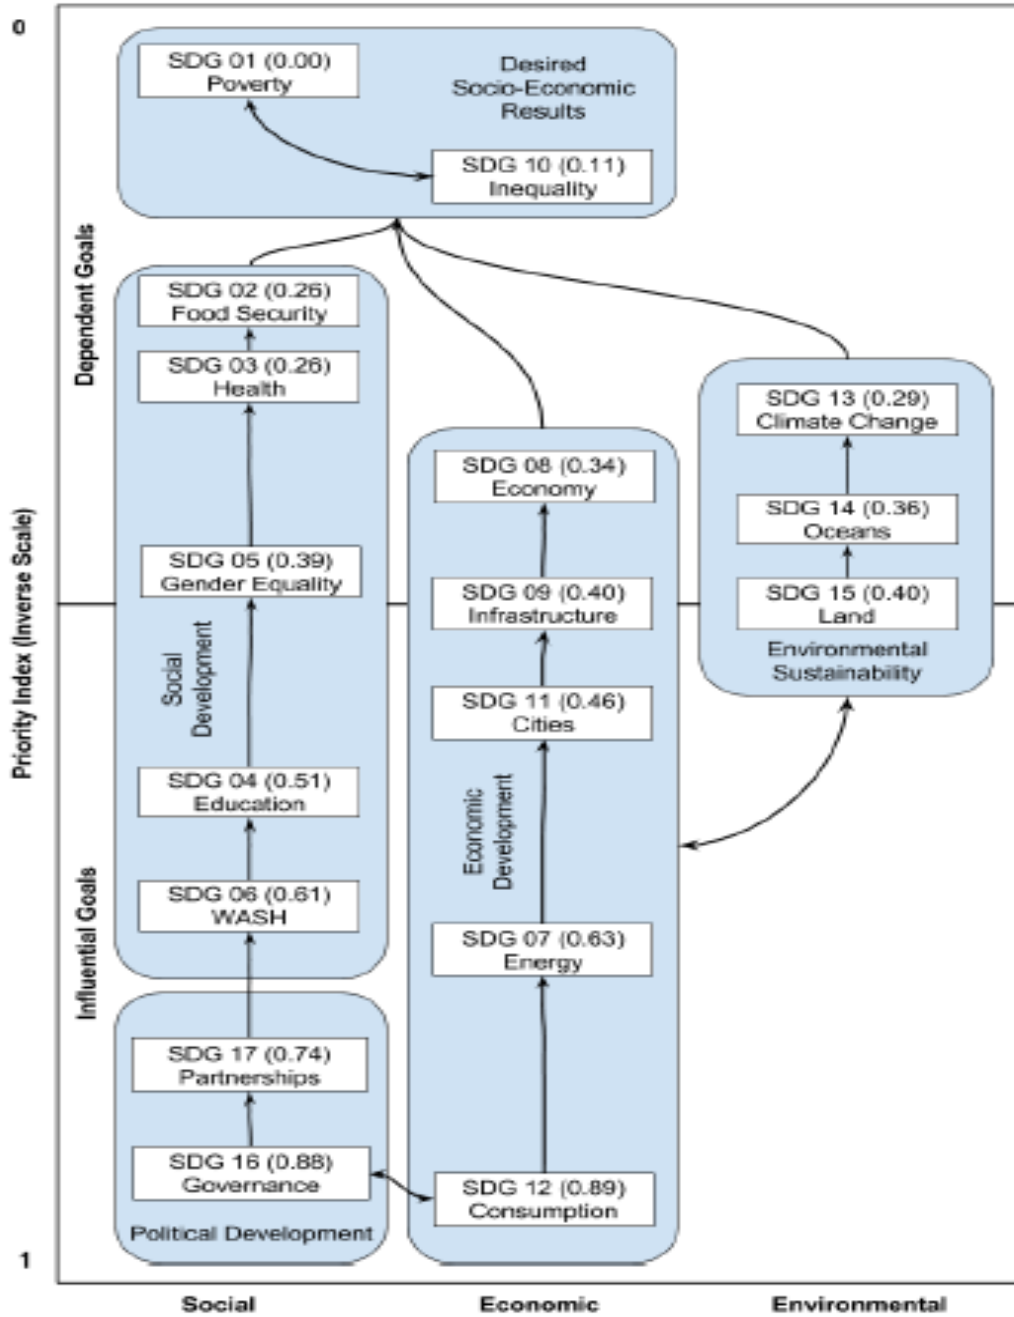 0
SDG 01 (0.00)
Poverty
Desired
Socio-Economic
Results
SDG 10 (0.11)
Inequality
Dependent Goals
SDG 02 (0.26)
Food Security
SDG 03 (0.26)
Health
SDG 13 (0.29)
Climate Change
SDG 08 (0.34)
Economy
SDG 14 (0.36)
Oceans
Priority Index (Inverse Scale)
SDG 05 (0.39)
Gender Equality
SDG 09 (0.40)
Infrastructure
SDG 15 (0.40)
Land
Environmental
Sustainability
Social
Development
SDG 11 (0.46)
Cities
SDG 04 (0.51)
Education
Economic
Development
Influential Goals
SDG 06 (0.61)
WASH
SDG 07 (0.63)
Energy
SDG 17 (0.74)
Partnerships
SDG 16 (0.88)
Governance
SDG 12 (0.89)
Consumption
Political Development
1
Social
Economic
Environmental